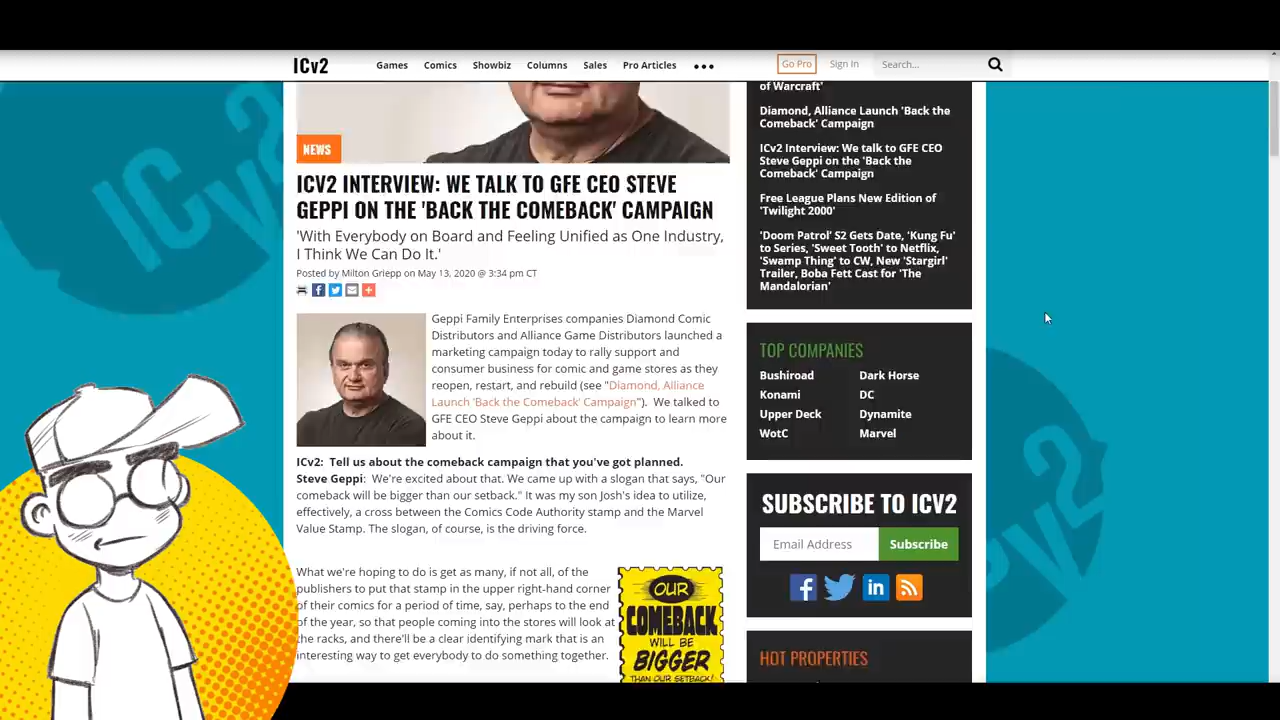 ICv2
Games Comics Showbiz Columns Sales Pro Articles •••
Go Pro Sign In Search...
NEWS
ICV2 INTERVIEW: WE TALK TO GFE CEO STEVE
GEPPI ON THE 'BACK THE COMEBACK' CAMPAIGN
'With Everybody on Board and Feeling Unified as One Industry,
I Think We Can Do It.'
Posted by Milton Griepp on May 13, 2020 @ 3:34 pm CT
Geppi Family Enterprises companies Diamond Comic
Distributors and Alliance Game Distributors launched a
marketing campaign today to rally support and
consumer business for comic and game stores as they
reopen, restart, and rebuild (see "Diamond, Alliance
Launch 'Back the Comeback' Campaign"). We talked to
GFE CEO Steve Geppi about the campaign to learn more
about it.
ICv2: Tell us about the comeback campaign that you've got planned.
Steve Geppi: We're excited about that. We came up with a slogan that says, "Our
comeback will be bigger than our setback." It was my son Josh's idea to utilize,
effectively, a cross between the Comics Code Authority stamp and the Marvel
Value Stamp. The slogan, of course, is the driving force.
What we're hoping to do is get as many, if not all, of the
publishers to put that stamp in the upper right-hand corner
of their comics for a period of time, say, perhaps to the end
of the year, so that people coming into the stores will look at
the racks, and there'll be a clear identifying mark that is an
interesting way to get everybody to do something together.
OUR
COMEBACK
WILL BE
BIGGER
THAN OUR SETBACK!
of Warcraft'
Diamond, Alliance Launch 'Back the
Comeback' Campaign
ICv2 Interview: We talk to GFE CEO
Steve Geppi on the 'Back the
Comeback' Campaign
Free League Plans New Edition of
'Twilight 2000'
'Doom Patrol' S2 Gets Date, 'Kung Fu'
to Series, 'Sweet Tooth' to Netflix,
'Swamp Thing' to CW, New 'Stargirl'
Trailer, Boba Fett Cast for 'The
Mandalorian'
TOP COMPANIES
Bushiroad Dark Horse
Konami DC
Upper Deck Dynamite
WotC Marvel
SUBSCRIBE TO ICV2
Email Address Subscribe
HOT PROPERTIES
ICv2
ICv2